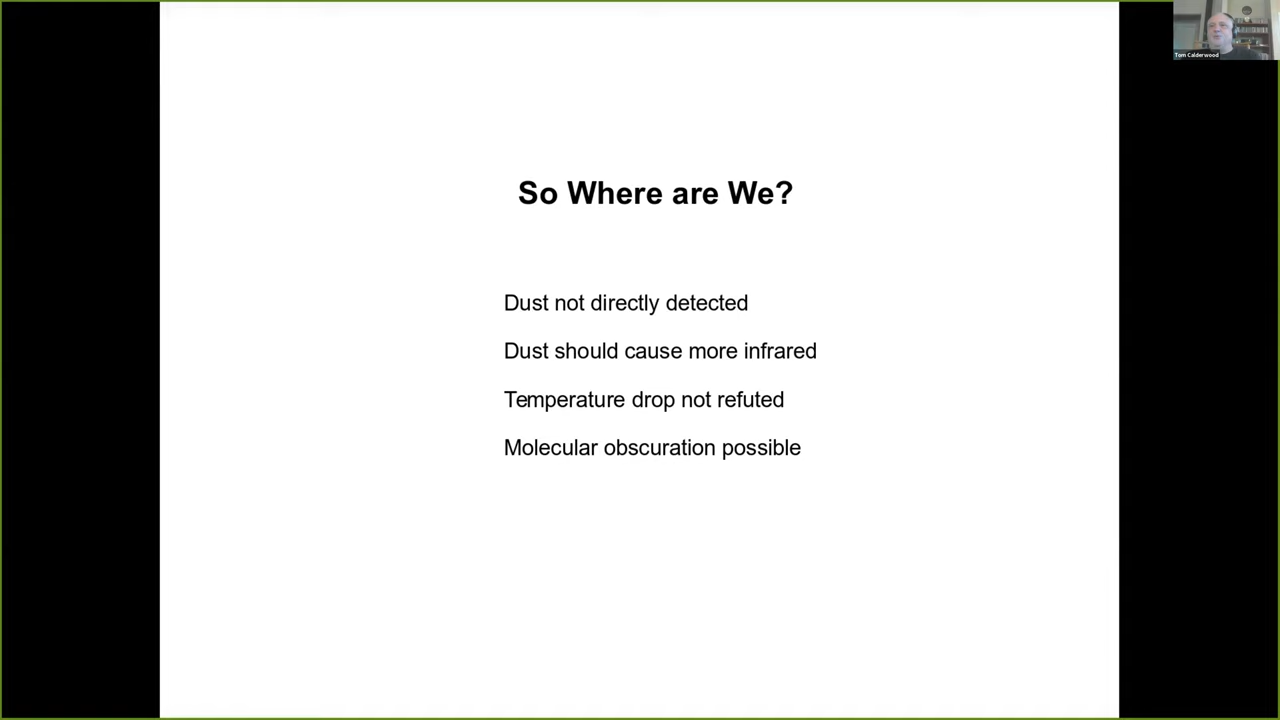 Tom Calderwood
So Where are We?
Dust not directly detected
Dust should cause more infrared
Temperature drop not refuted
Molecular obscuration possible